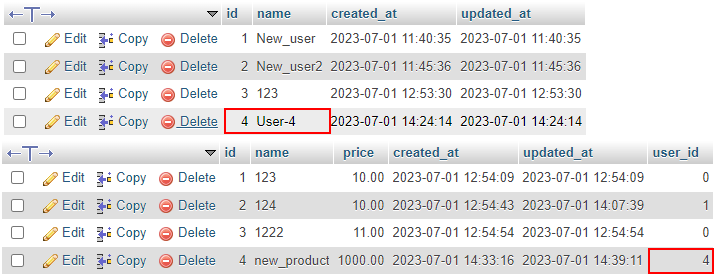 id name created_at updated_at
Edit Copy Delete 1 New_user 2023-07-01 11:40:35 2023-07-01 11:40:35
Edit Copy Delete 2 New_user2 2023-07-01 11:45:36 2023-07-01 11:45:36
Edit Copy Delete 3 123 2023-07-01 12:53:30 2023-07-01 12:53:30
Edit Copy Delete 4 User-4 2023-07-01 14:24:14 2023-07-01 14:24:14
id name price created_at updated_at user_id
Edit Copy Delete 1 123 10.00 2023-07-01 12:54:09 2023-07-01 12:54:09 0
Edit Copy Delete 2 124 10.00 2023-07-01 12:54:43 2023-07-01 14:07:39 1
Edit Copy Delete 3 1222 11.00 2023-07-01 12:54:54 2023-07-01 12:54:54 0
Edit Copy Delete 4 new_product 1000.00 2023-07-01 14:33:16 2023-07-01 14:39:11 4